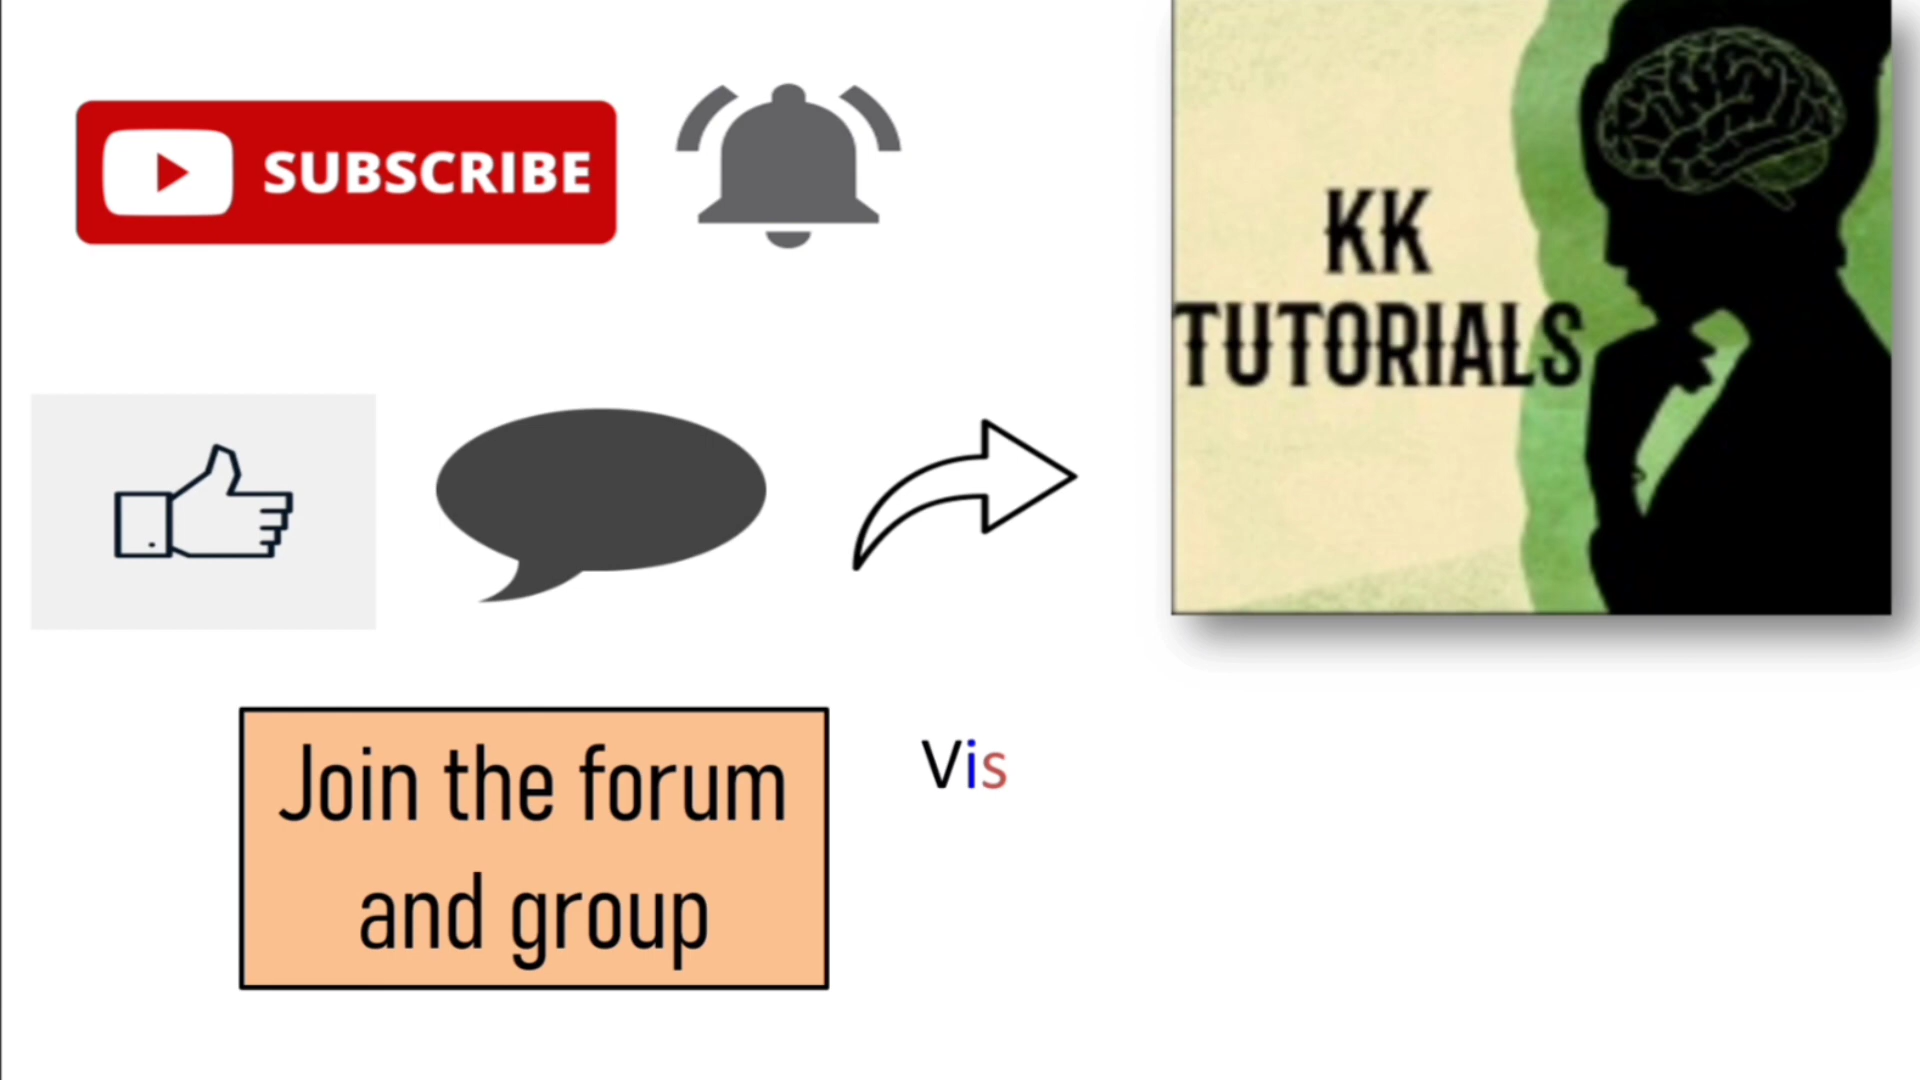 SUBSCRIBE
KK
TUTORIALS
Join the forum
and group
Vis